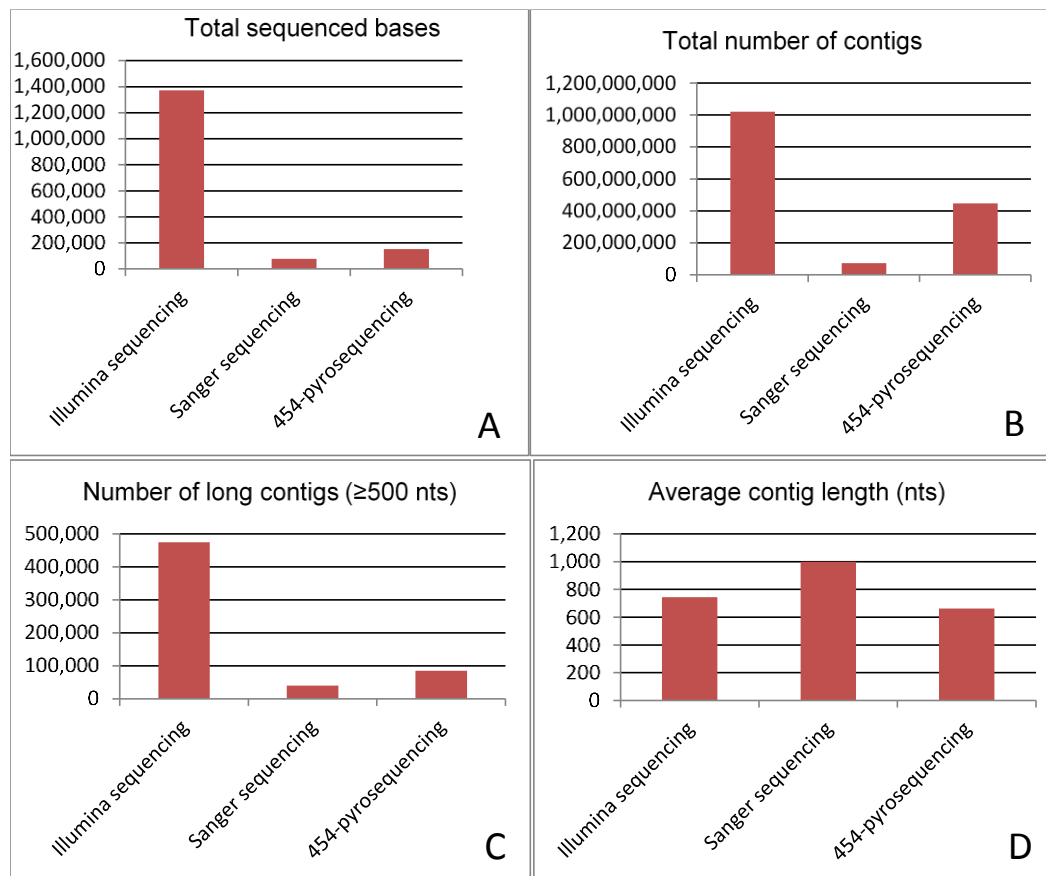 Total sequenced bases
1,600,000
1,400,000
1,200,000
1,000,000
800,000
600,000
400,000
200,000
0
Illumina sequencing
Sanger sequencing
454-pyrosequencing
A
Total number of contigs
1,200,000,000
1,000,000,000
800,000,000
600,000,000
400,000,000
200,000,000
0
Illumina sequencing
Sanger sequencing
454-pyrosequencing
B
Number of long contigs (≥500 nts)
500,000
400,000
300,000
200,000
100,000
0
Illumina sequencing
Sanger sequencing
454-pyrosequencing
C
Average contig length (nts)
1,200
1,000
800
600
400
200
0
Illumina sequencing
Sanger sequencing
454-pyrosequencing
D